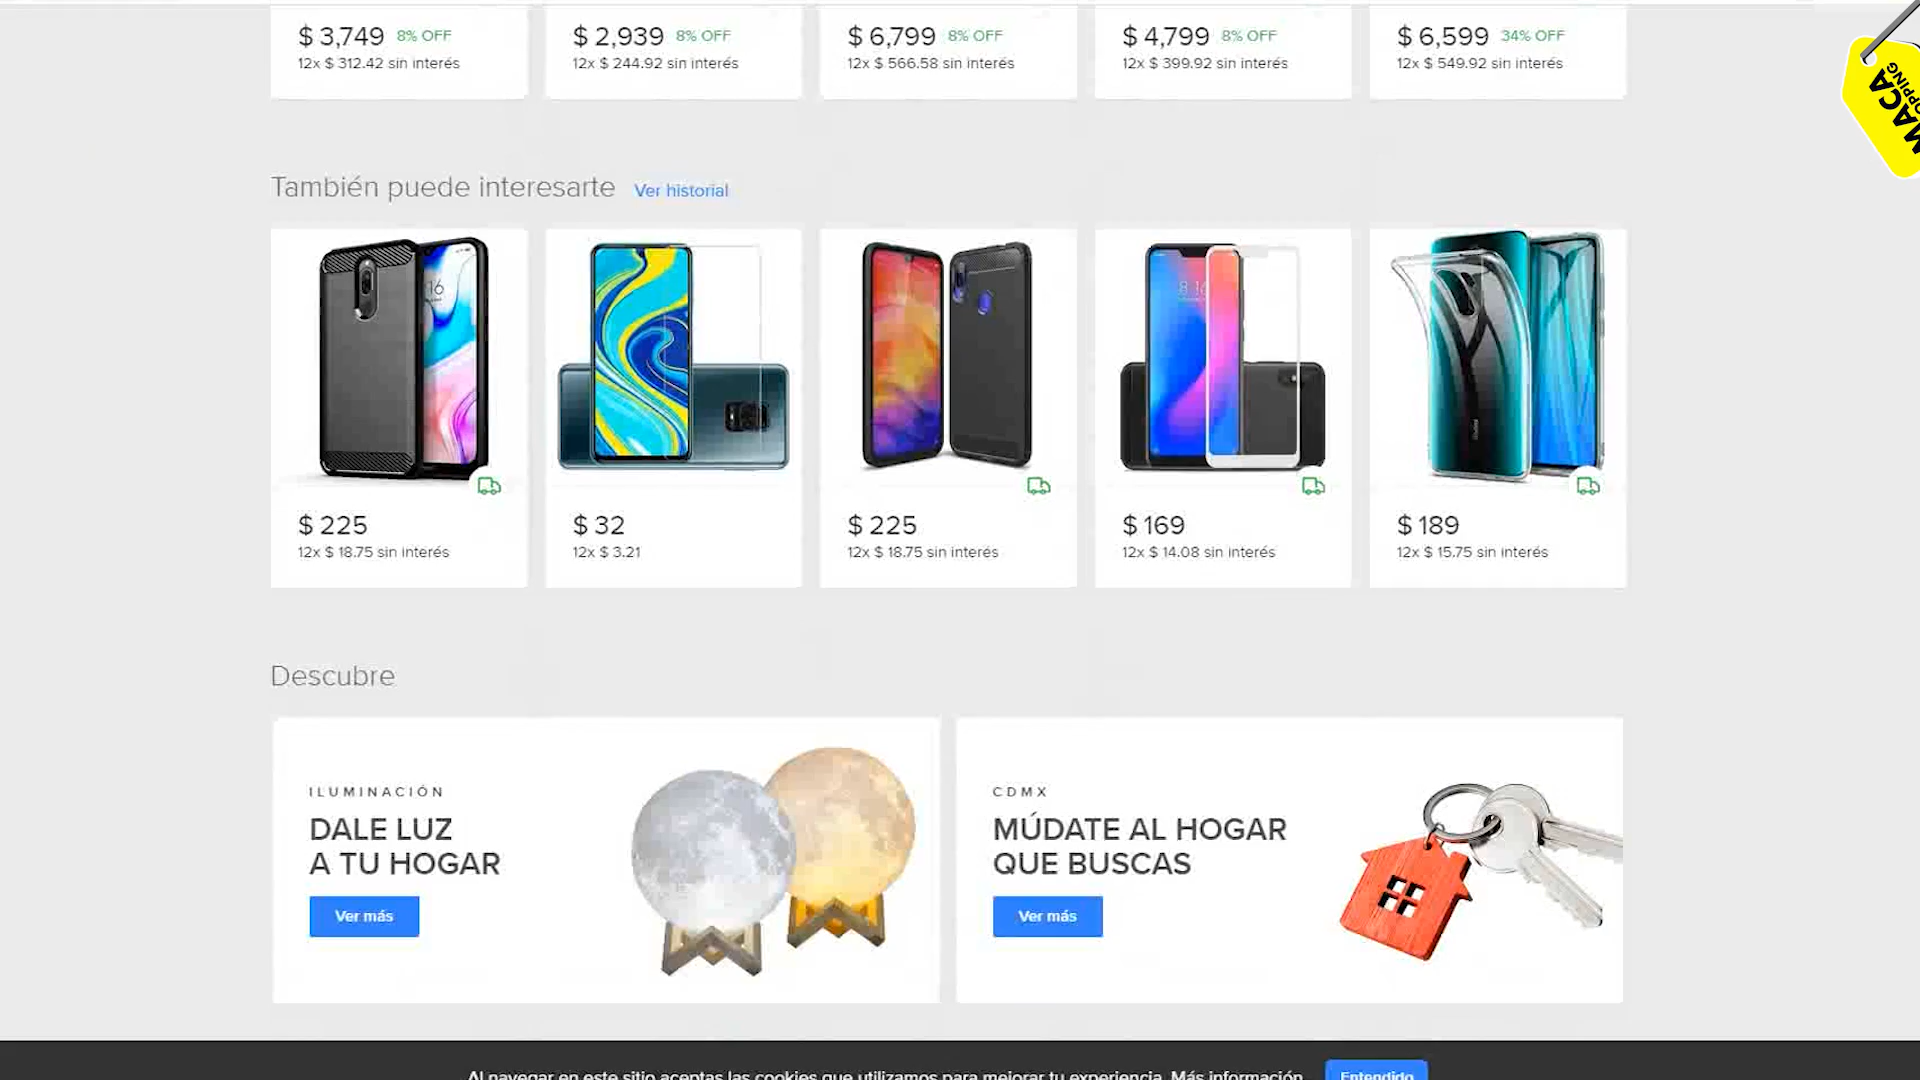 $ 3,749 8% OFF
12x $ 312.42 sin interés
$ 2,939 8% OFF
12x $ 244.92 sin interés
$ 6,799 8% OFF
12x $ 566.58 sin interés
$ 4,799 8% OFF
12x $ 399.92 sin interés
$ 6,599 34% OFF
12x $ 549.92 sin interés
MACA
También puede interesarte Ver historial
$ 225
12x $ 18.75 sin interés
$ 32
12x $ 3.21
$ 225
12x $ 18.75 sin interés
$ 169
12x $ 14.08 sin interés
$ 189
12x $ 15.75 sin interés
Descubre
ILUMINACIÓN
DALE LUZ
A TU HOGAR
Ver más
CDMX
MÚDATE AL HOGAR
QUE BUSCAS
Ver más
Al navegar en este sitio aceptas las cookies que utilizamos para mejorar tu experiencia. Más información.
Entendido